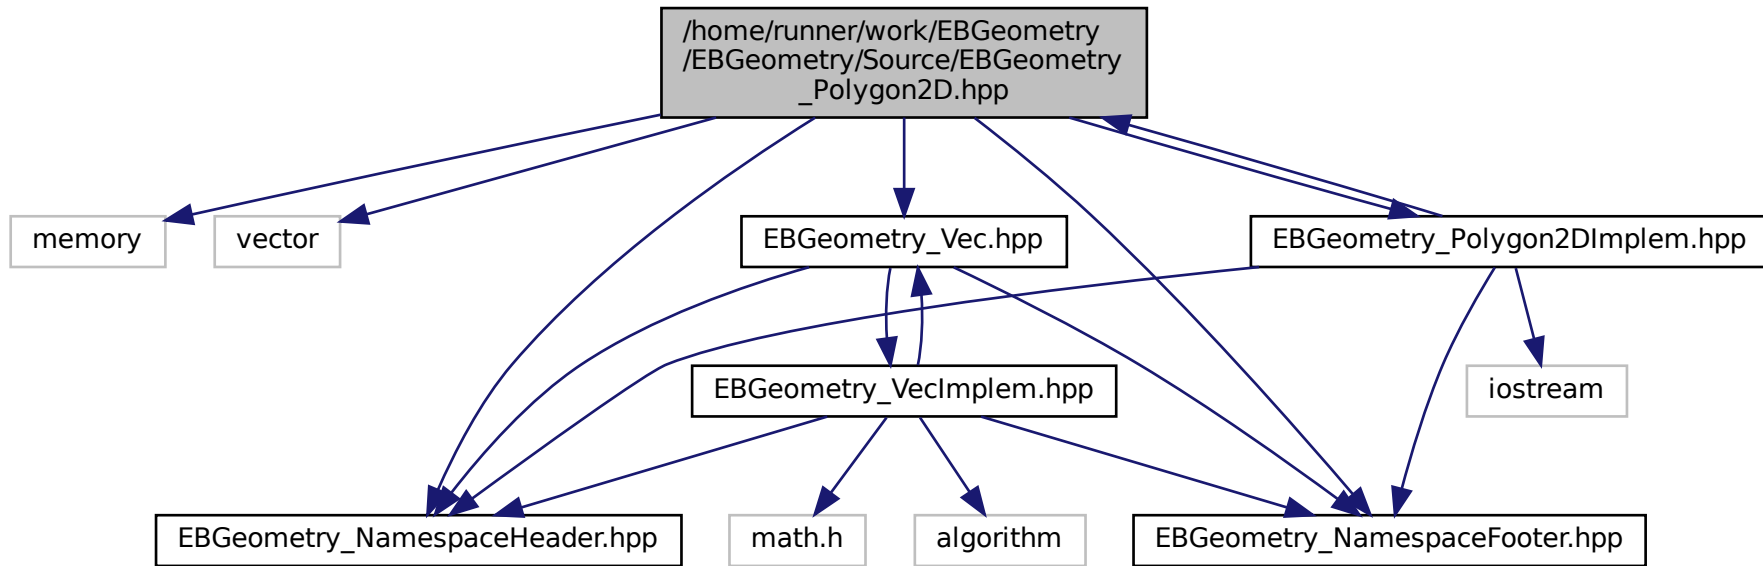 /home/runner/work/EBGeometry
/EBGeometry/Source/EBGeometry
_Polygon2D.hpp
memory
vector
EBGeometry_Vec.hpp
EBGeometry_Polygon2DImplem.hpp
EBGeometry_VecImplem.hpp
iostream
EBGeometry_NamespaceHeader.hpp
math.h
algorithm
EBGeometry_NamespaceFooter.hpp